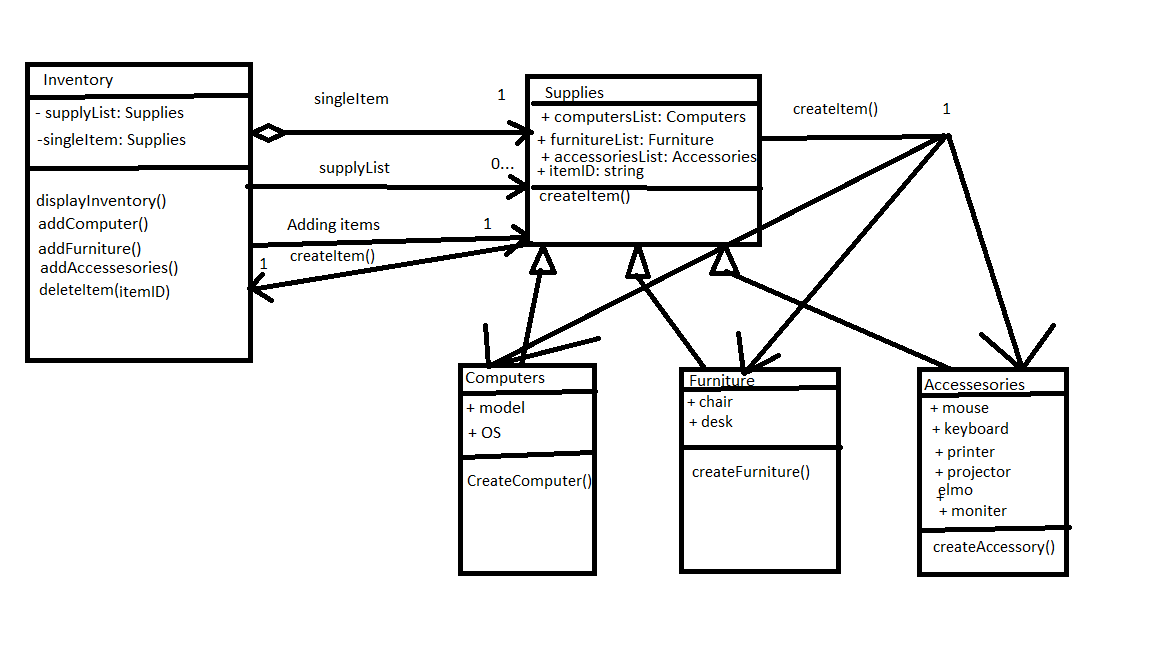 Inventory
- supplyList: Supplies
-singleItem: Supplies
displayInventory()
addComputer()
addFurniture()
addAccessesories()
deleteItem(itemID)
singleItem
1
supplyList
0...
Adding items
1
1
createItem()
Supplies
+ computersList: Computers
+ furnitureList: Furniture
+ accessoriesList: Accessories
+ itemID: string
createItem()
createItem()
1
Computers
+ model
+ OS
CreateComputer()
Furniture
+ chair
+ desk
createFurniture()
Accessesories
+ mouse
+ keyboard
+ printer
+ projector
+ elmo
+ moniter
createAccessory()